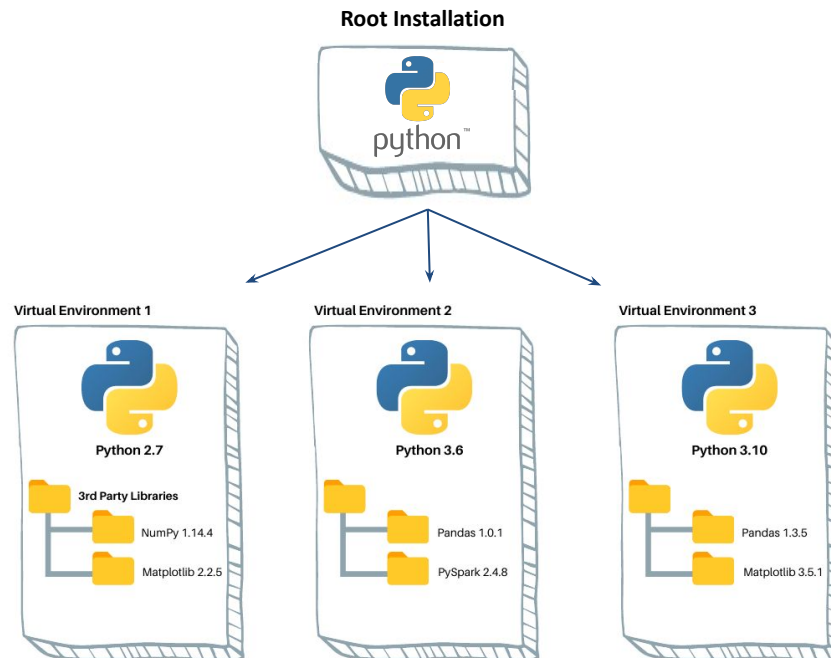 Root Installation
python™
Virtual Environment 1
Virtual Environment 2
Virtual Environment 3
Python 2.7
Python 3.6
Python 3.10
3rd Party Libraries
NumPy 1.14.4
Matplotlib 2.2.5
Pandas 1.0.1
PySpark 2.4.8
Pandas 1.3.5
Matplotlib 3.5.1